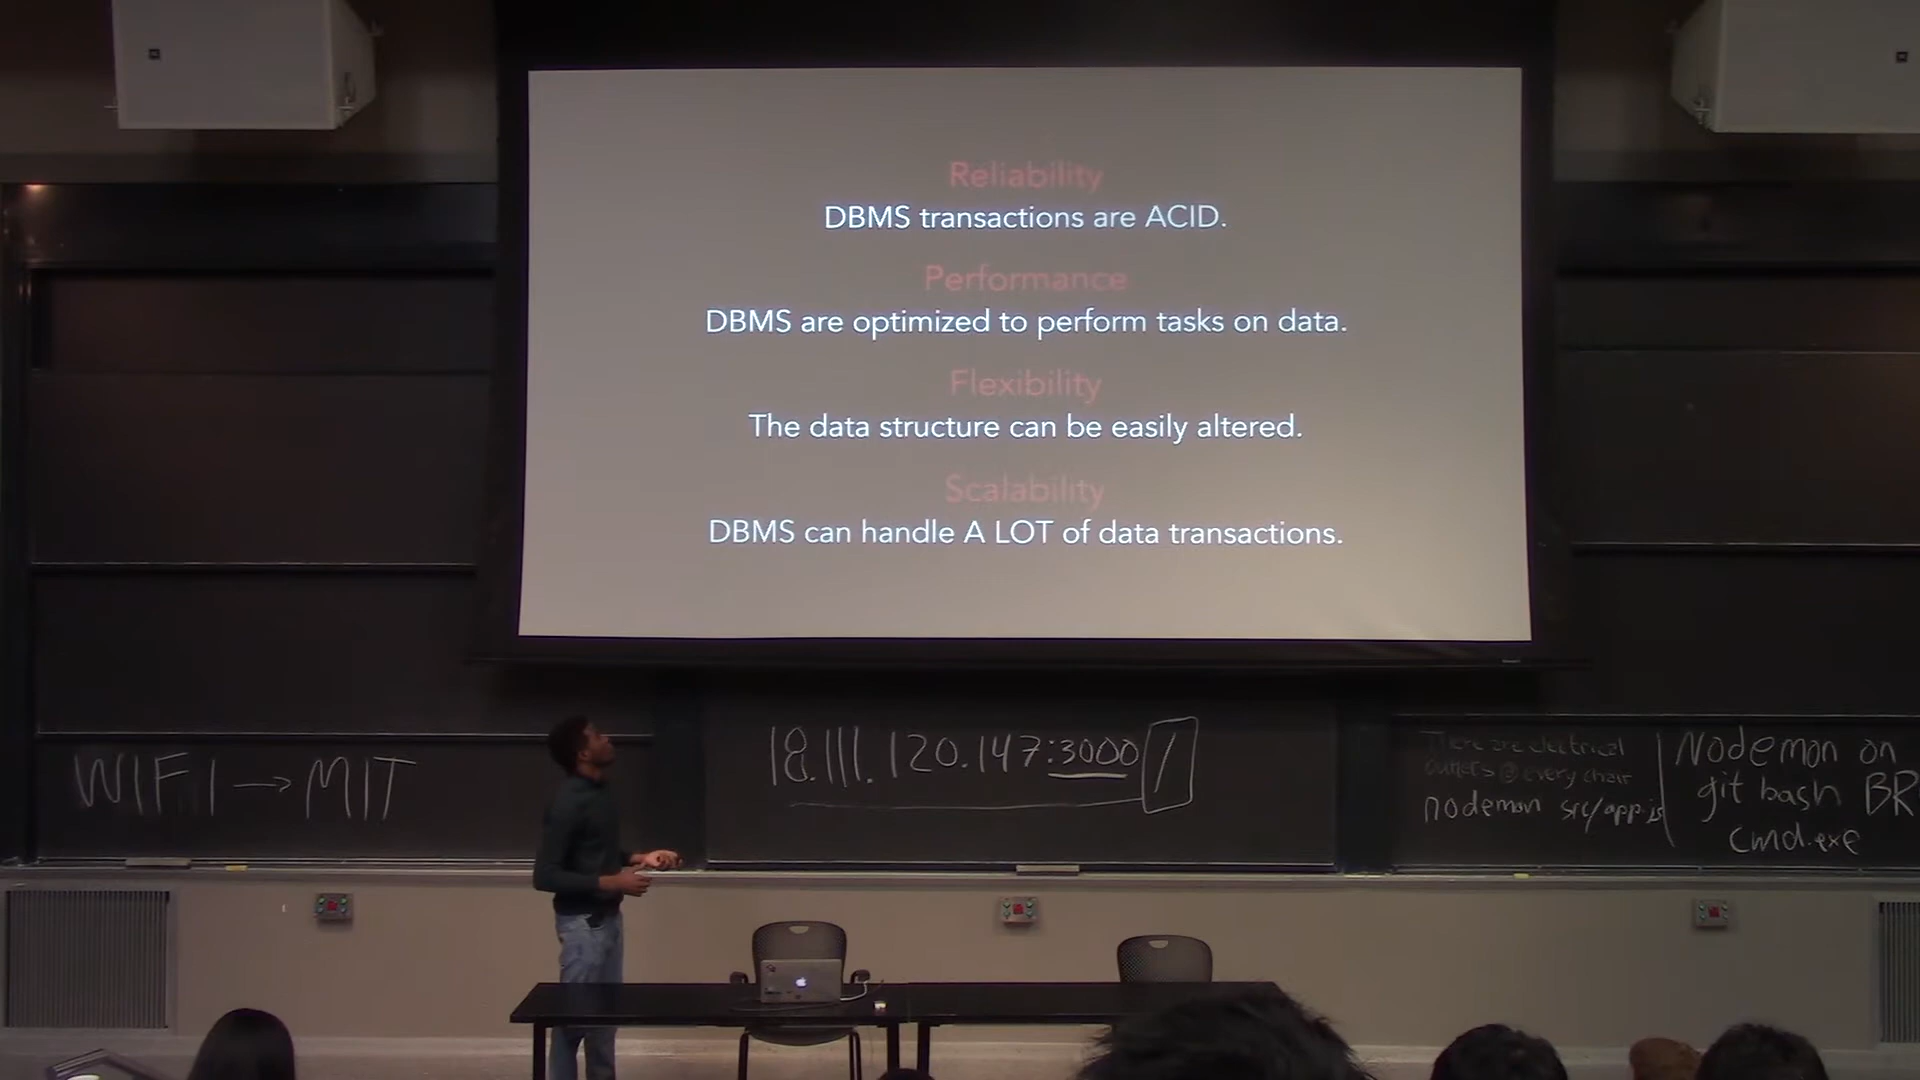 Reliability
DBMS transactions are ACID.
Performance
DBMS are optimized to perform tasks on data.
Flexibility
The data structure can be easily altered.
Scalability
DBMS can handle A LOT of data transactions.
WIFI → MIT
18.111.120.147:3000/
There are electrical
outlets @ every chair
nodemon src/app.js
Nodemon on
git bash BR
cmd.exe